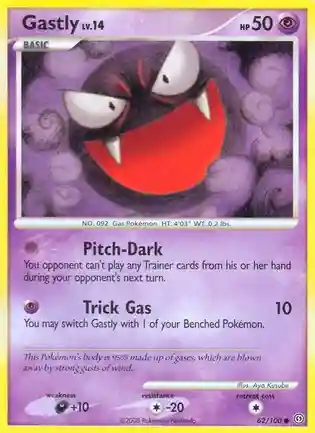 Gastly LV.14 HP 50
BASIC
NO. 092 Gas Pokémon HT: 4'03" WT: 0.2 lbs.
Pitch-Dark
You opponent can't play any Trainer cards from his or her hand
during your opponent's next turn.
Trick Gas 10
You may switch Gastly with 1 of your Benched Pokémon.
This Pokémon's body is 95% made up of gases, which are blown
away by strong gusts of wind.
Illus. Aya Kusube
weakness resistance retreat cost
+10 -20
©2008 Pokémon/Nintendo 62/100